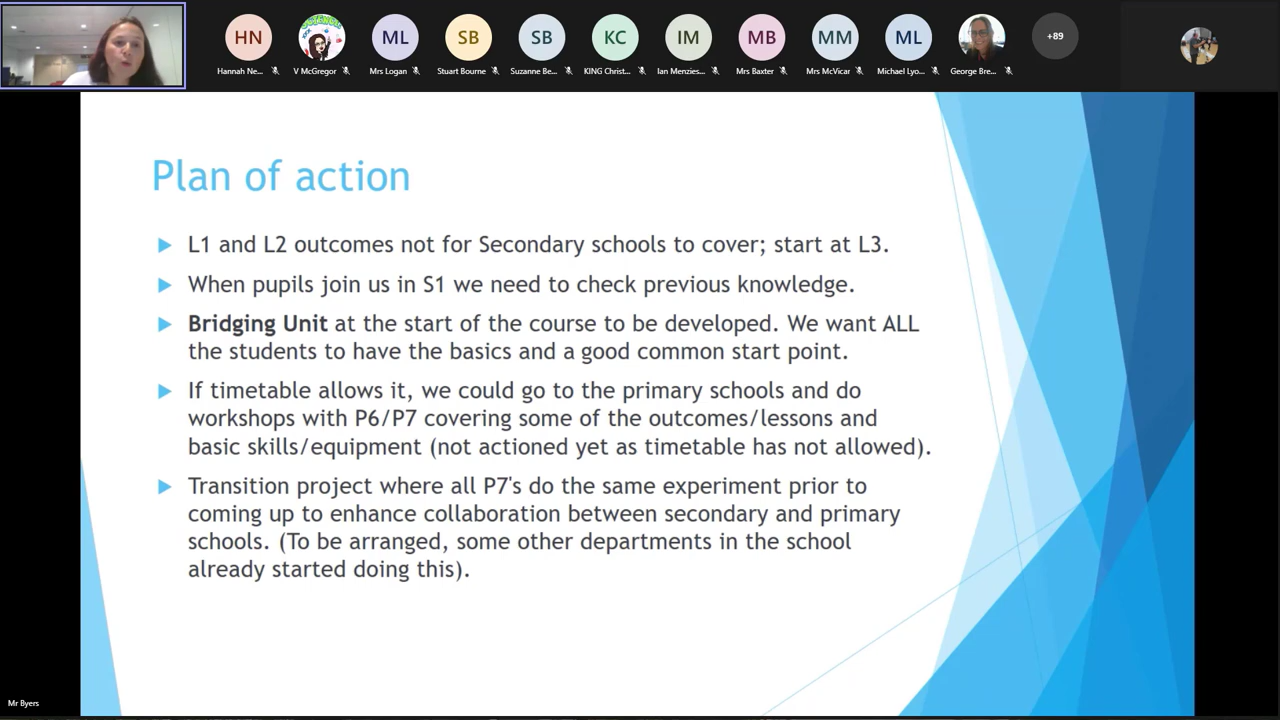 HN
ML
SB
SB
KC
IM
MB
MM
ML
+89
Hannah Ne...
V McGregor
Mrs Logan
Stuart Bourne
Suzanne Be...
KING Christ...
Ian Menzies...
Mrs Baxter
Mrs McVicar
Michael Lyo...
George Bre...
Plan of action
L1 and L2 outcomes not for Secondary schools to cover; start at L3.
When pupils join us in S1 we need to check previous knowledge.
Bridging Unit at the start of the course to be developed. We want ALL
the students to have the basics and a good common start point.
If timetable allows it, we could go to the primary schools and do
workshops with P6/P7 covering some of the outcomes/lessons and
basic skills/equipment (not actioned yet as timetable has not allowed).
Transition project where all P7's do the same experiment prior to
coming up to enhance collaboration between secondary and primary
schools. (To be arranged, some other departments in the school
already started doing this).
Mr Byers